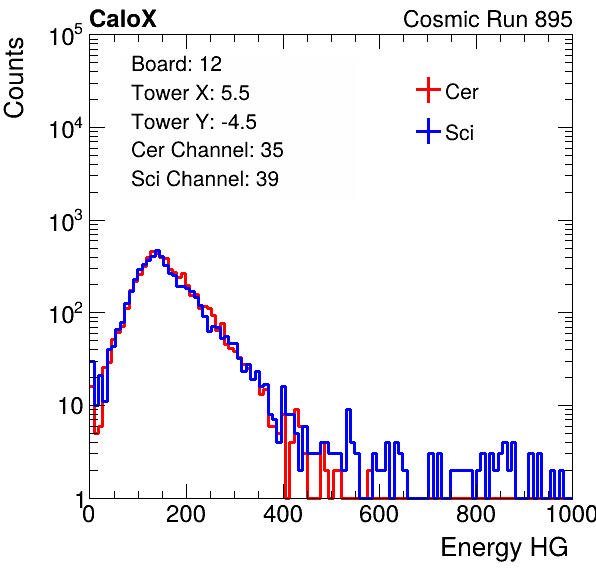 CaloX Cosmic Run 895
Counts
10^5
10^4
10^3
10^2
10
1
Board: 12
Tower X: 5.5
Tower Y: -4.5
Cer Channel: 35
Sci Channel: 39
Cer
Sci
0 200 400 600 800 1000
Energy HG